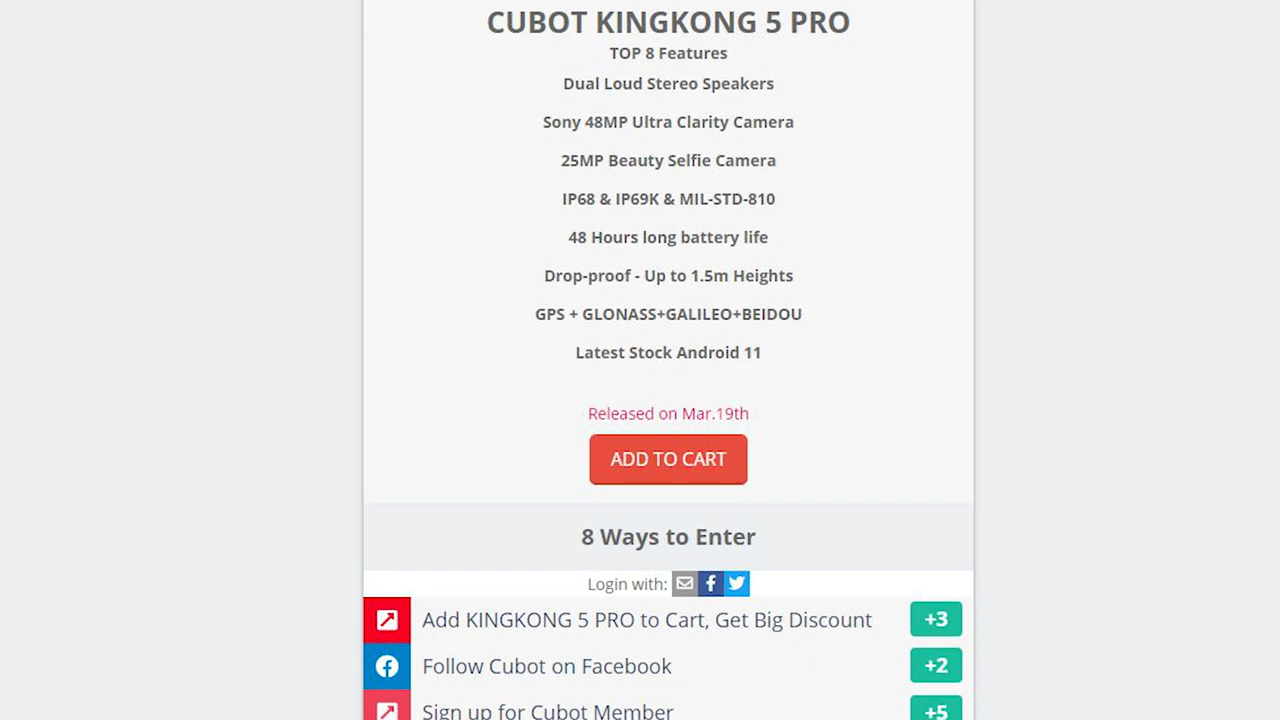 CUBOT KINGKONG 5 PRO
TOP 8 Features
Dual Loud Stereo Speakers
Sony 48MP Ultra Clarity Camera
25MP Beauty Selfie Camera
IP68 & IP69K & MIL-STD-810
48 Hours long battery life
Drop-proof - Up to 1.5m Heights
GPS + GLONASS+GALILEO+BEIDOU
Latest Stock Android 11
Released on Mar.19th
ADD TO CART
8 Ways to Enter
Login with:
Add KINGKONG 5 PRO to Cart, Get Big Discount +3
Follow Cubot on Facebook +2
Sign up for Cubot Member +5